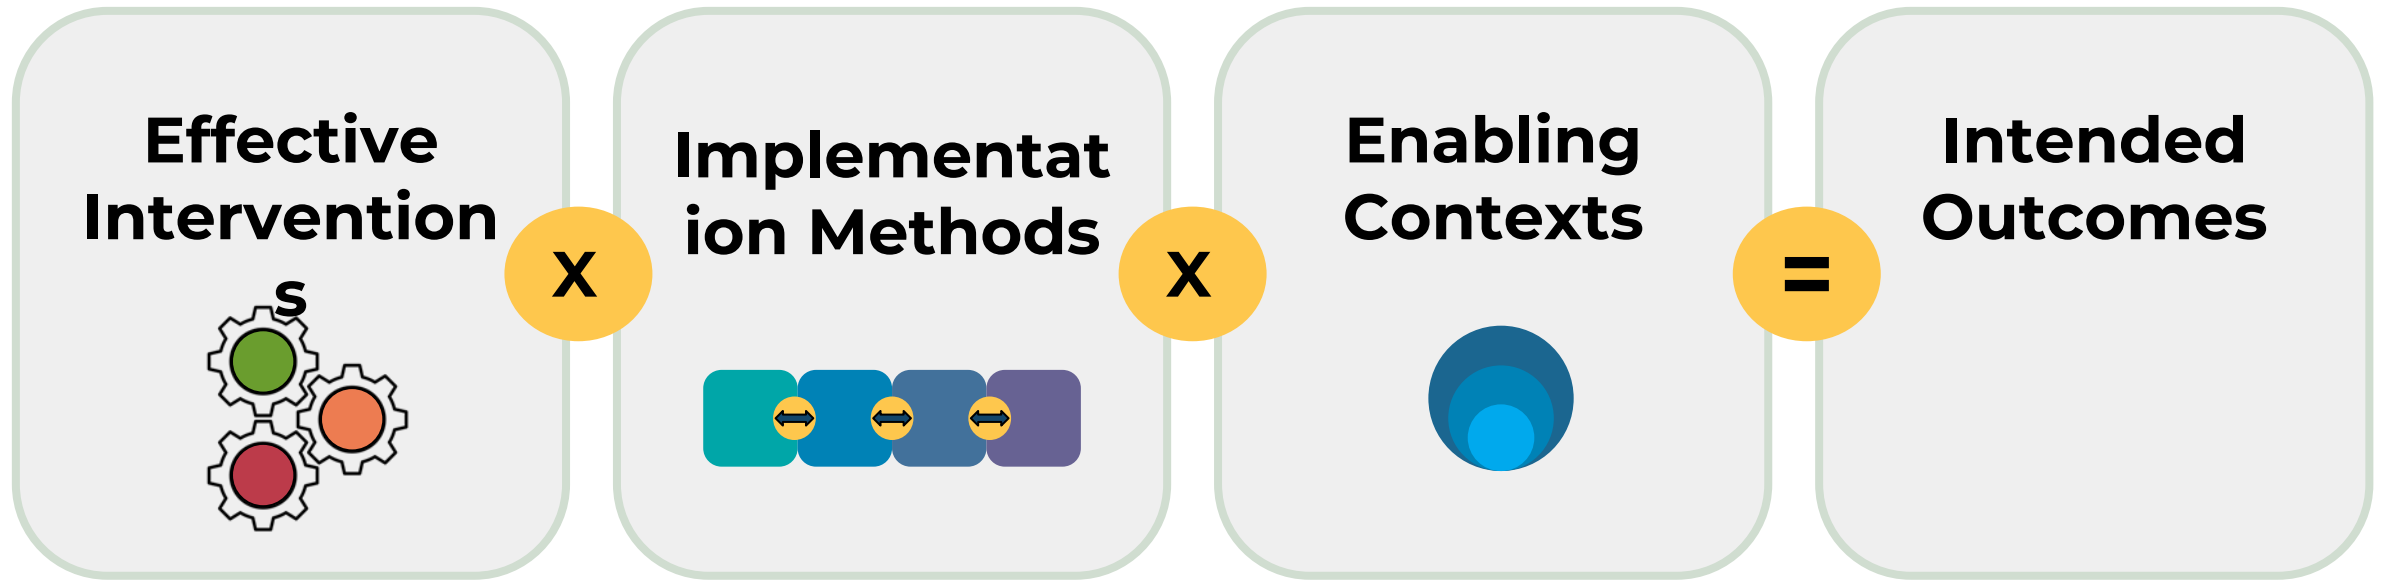 Effective
Intervention
s
x
Implementat
ion Methods
x
Enabling
Contexts
=
Intended
Outcomes